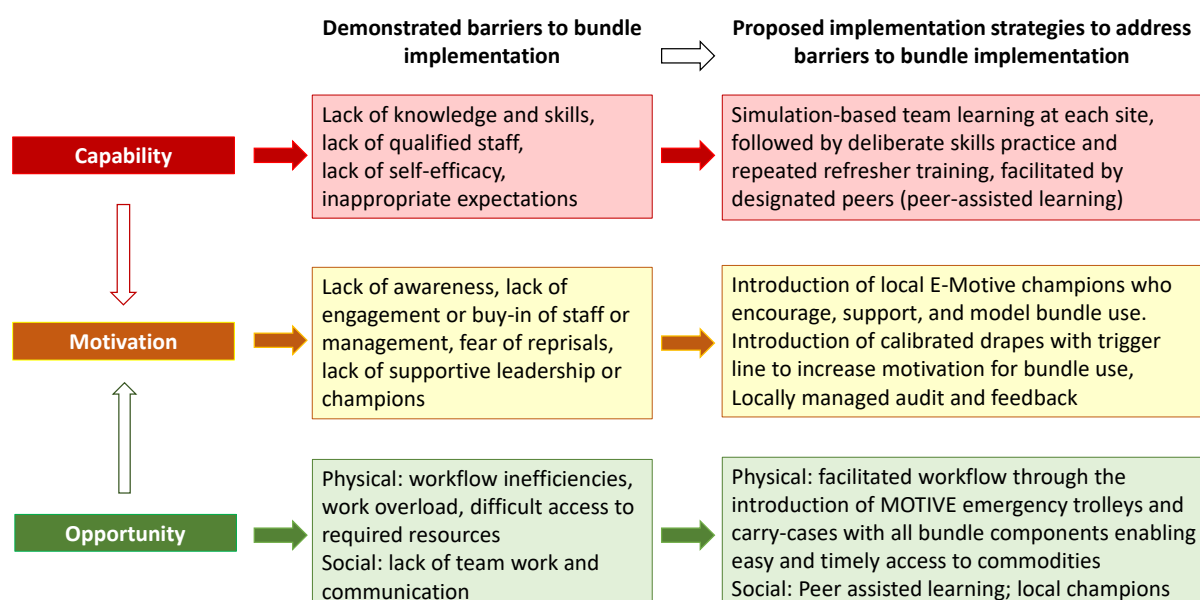 Demonstrated barriers to bundle
implementation
Proposed implementation strategies to address
barriers to bundle implementation
Capability
Lack of knowledge and skills,
lack of qualified staff,
lack of self-efficacy,
inappropriate expectations
Simulation-based team learning at each site,
followed by deliberate skills practice and
repeated refresher training, facilitated by
designated peers (peer-assisted learning)
Motivation
Lack of awareness, lack of
engagement or buy-in of staff or
management, fear of reprisals,
lack of supportive leadership or
champions
Introduction of local E-Motive champions who
encourage, support, and model bundle use.
Introduction of calibrated drapes with trigger
line to increase motivation for bundle use,
Locally managed audit and feedback
Opportunity
Physical: workflow inefficiencies,
work overload, difficult access to
required resources
Social: lack of team work and
communication
Physical: facilitated workflow through the
introduction of MOTIVE emergency trolleys and
carry-cases with all bundle components enabling
easy and timely access to commodities
Social: Peer assisted learning; local champions